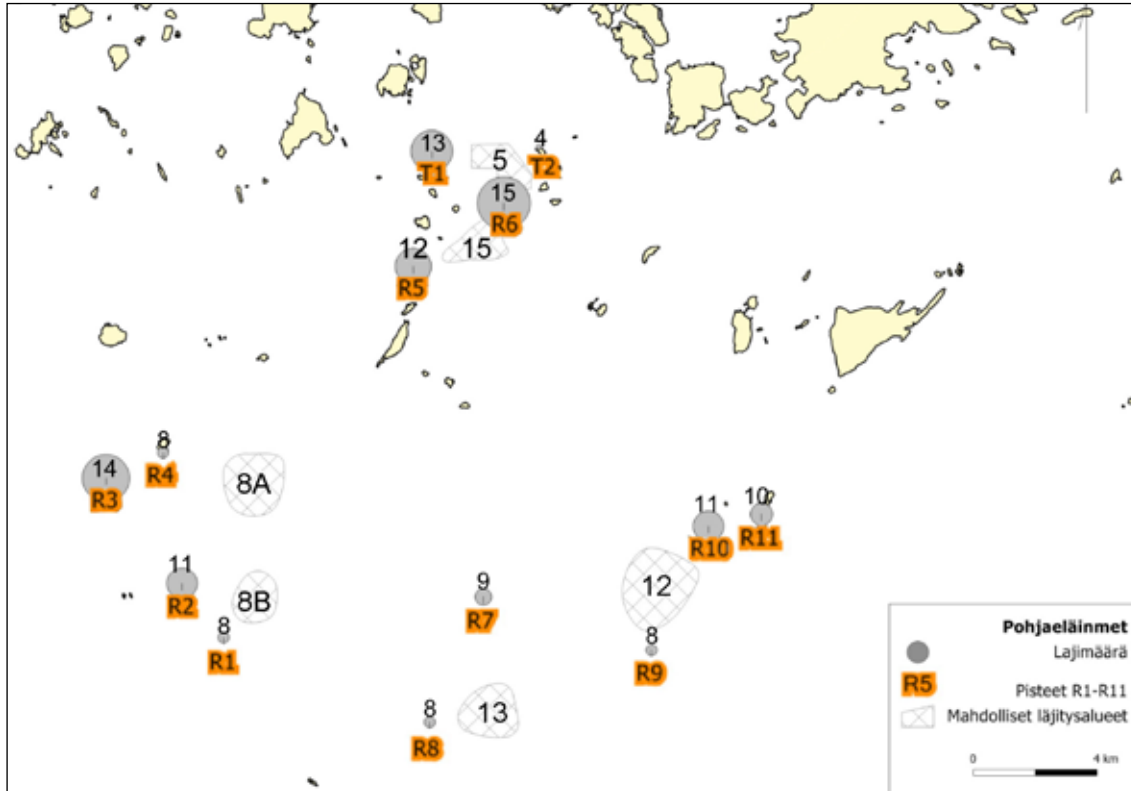 13
T1
5
4
T2
15
R6
15
12
R5
8
R4
14
R3
8A
11
R2
8B
8
R1
9
R7
8
R8
13
11
R10
10
R11
12
8
R9
Pohjaeläinmet
Lajimäärä
R5 Pisteet R1-R11
Mahdolliset läjitysalueet
0 4 km